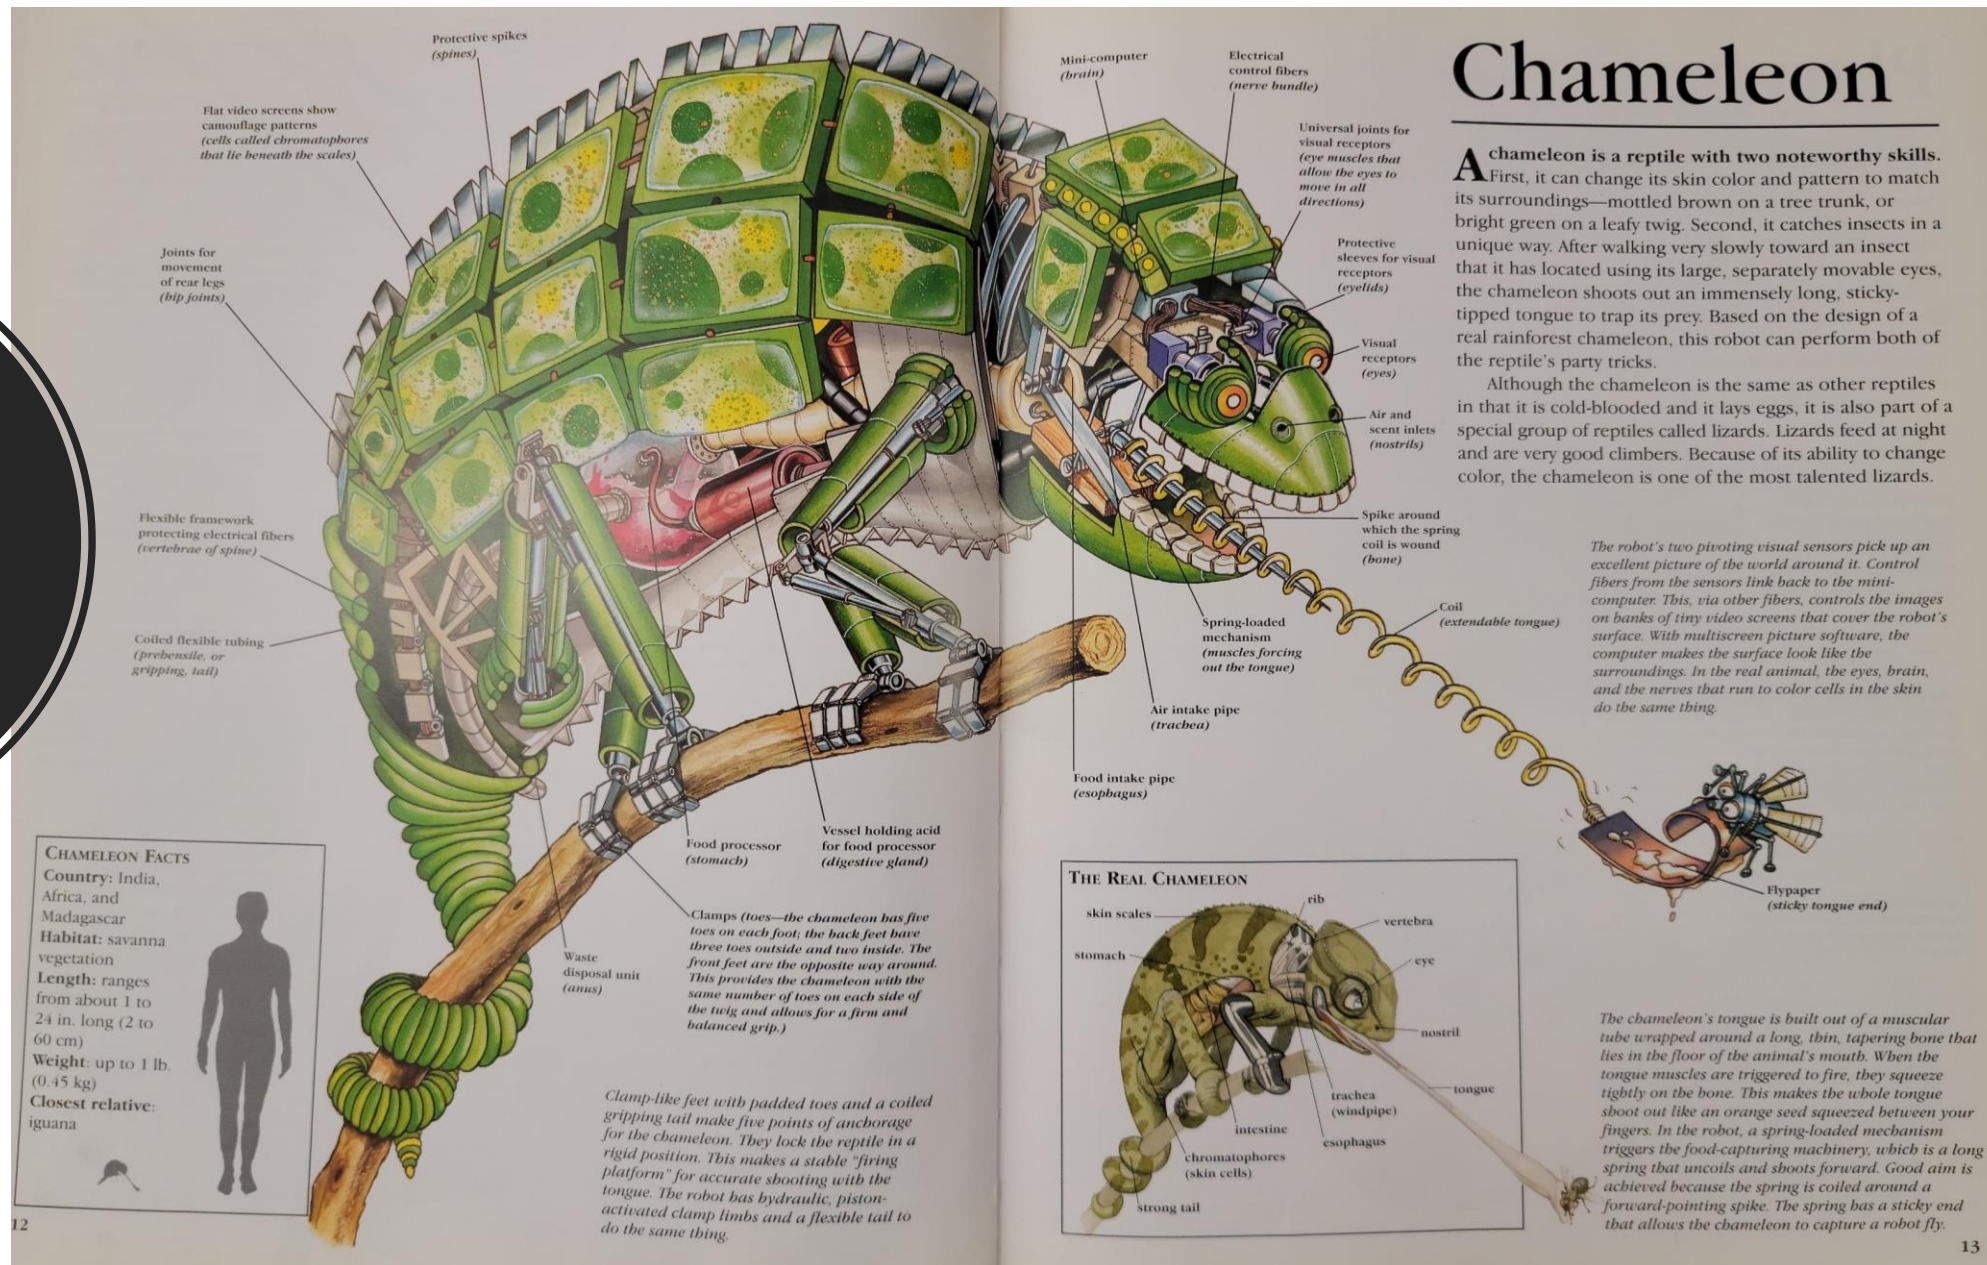 Protective spikes
(spines)
Flat video screens show
camouflage patterns
(cells called chromatophores
that lie beneath the scales)
Joints for
movement
of rear legs
(hip joints)
Flexible framework
protecting electrical fibers
(vertebrae of spine)
Coiled flexible tubing
(prehensile, or
gripping, tail)
CHAMELEON FACTS
Country: India,
Africa, and
Madagascar
Habitat: savanna
vegetation
Length: ranges
from about 1 to
24 in. long (2 to
60 cm)
Weight: up to 1 lb.
(0.45 kg)
Closest relative:
iguana
12
Waste
disposal unit
(anus)
Food processor
(stomach)
Vessel holding acid
for food processor
(digestive gland)
Clamps (toes—the chameleon has five
toes on each foot; the back feet have
three toes outside and two inside. The
front feet are the opposite way around.
This provides the chameleon with the
same number of toes on each side of
the twig and allows for a firm and
balanced grip.)
Clamp-like feet with padded toes and a coiled
gripping tail make five points of anchorage
for the chameleon. They lock the reptile in a
rigid position. This makes a stable "firing
platform" for accurate shooting with the
tongue. The robot has hydraulic, piston-
activated clamp limbs and a flexible tail to
do the same thing.
Mini-computer
(brain)
Electrical
control fibers
(nerve bundle)
Universal joints for
visual receptors
(eye muscles that
allow the eyes to
move in all
directions)
Protective
sleeves for visual
receptors
(eyelids)
Visual
receptors
(eyes)
Air and
scent inlets
(nostrils)
Spike around
which the spring
coil is wound
(bone)
Coil
(extendable tongue)
Spring-loaded
mechanism
(muscles forcing
out the tongue)
Air intake pipe
(trachea)
Food intake pipe
(esophagus)
Flypaper
(sticky tongue end)
Chameleon
A chameleon is a reptile with two noteworthy skills.
First, it can change its skin color and pattern to match
its surroundings—mottled brown on a tree trunk, or
bright green on a leafy twig. Second, it catches insects in a
unique way. After walking very slowly toward an insect
that it has located using its large, separately movable eyes,
the chameleon shoots out an immensely long, sticky-
tipped tongue to trap its prey. Based on the design of a
real rainforest chameleon, this robot can perform both of
the reptile's party tricks.
Although the chameleon is the same as other reptiles
in that it is cold-blooded and it lays eggs, it is also part of a
special group of reptiles called lizards. Lizards feed at night
and are very good climbers. Because of its ability to change
color, the chameleon is one of the most talented lizards.
The robot's two pivoting visual sensors pick up an
excellent picture of the world around it. Control
fibers from the sensors link back to the mini-
computer. This, via other fibers, controls the images
on banks of tiny video screens that cover the robot's
surface. With multiscreen picture software, the
computer makes the surface look like the
surroundings. In the real animal, the eyes, brain,
and the nerves that run to color cells in the skin
do the same thing.
THE REAL CHAMELEON
skin scales
stomach
rib
vertebra
eye
nostril
tongue
trachea
(windpipe)
esophagus
intestine
chromatophores
(skin cells)
strong tail
The chameleon's tongue is built out of a muscular
tube wrapped around a long, thin, tapering bone that
lies in the floor of the animal's mouth. When the
tongue muscles are triggered to fire, they squeeze
tightly on the bone. This makes the whole tongue
shoot out like an orange seed squeezed between your
fingers. In the robot, a spring-loaded mechanism
triggers the food-capturing machinery, which is a long
spring that uncoils and shoots forward. Good aim is
achieved because the spring is coiled around a
forward-pointing spike. The spring has a sticky end
that allows the chameleon to capture a robot fly.
13